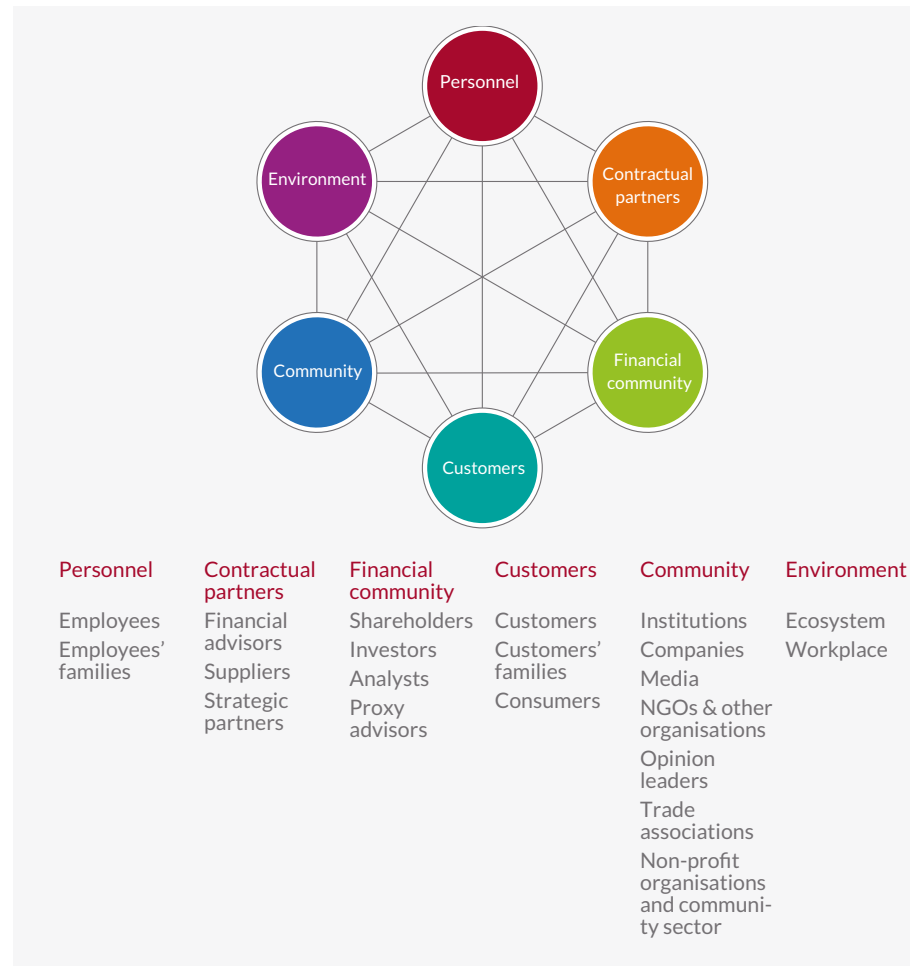 Personnel
Environment
Contractual
partners
Community
Financial
community
Customers
Personnel
Employees
Employees’
families
Contractual
partners
Financial
advisors
Suppliers
Strategic
partners
Financial
community
Shareholders
Investors
Analysts
Proxy
advisors
Customers
Customers
Customers’
families
Consumers
Community
Institutions
Companies
Media
NGOs & other
organisations
Opinion
leaders
Trade
associations
Non-profit
organisations
and communi-
ty sector
Environment
Ecosystem
Workplace